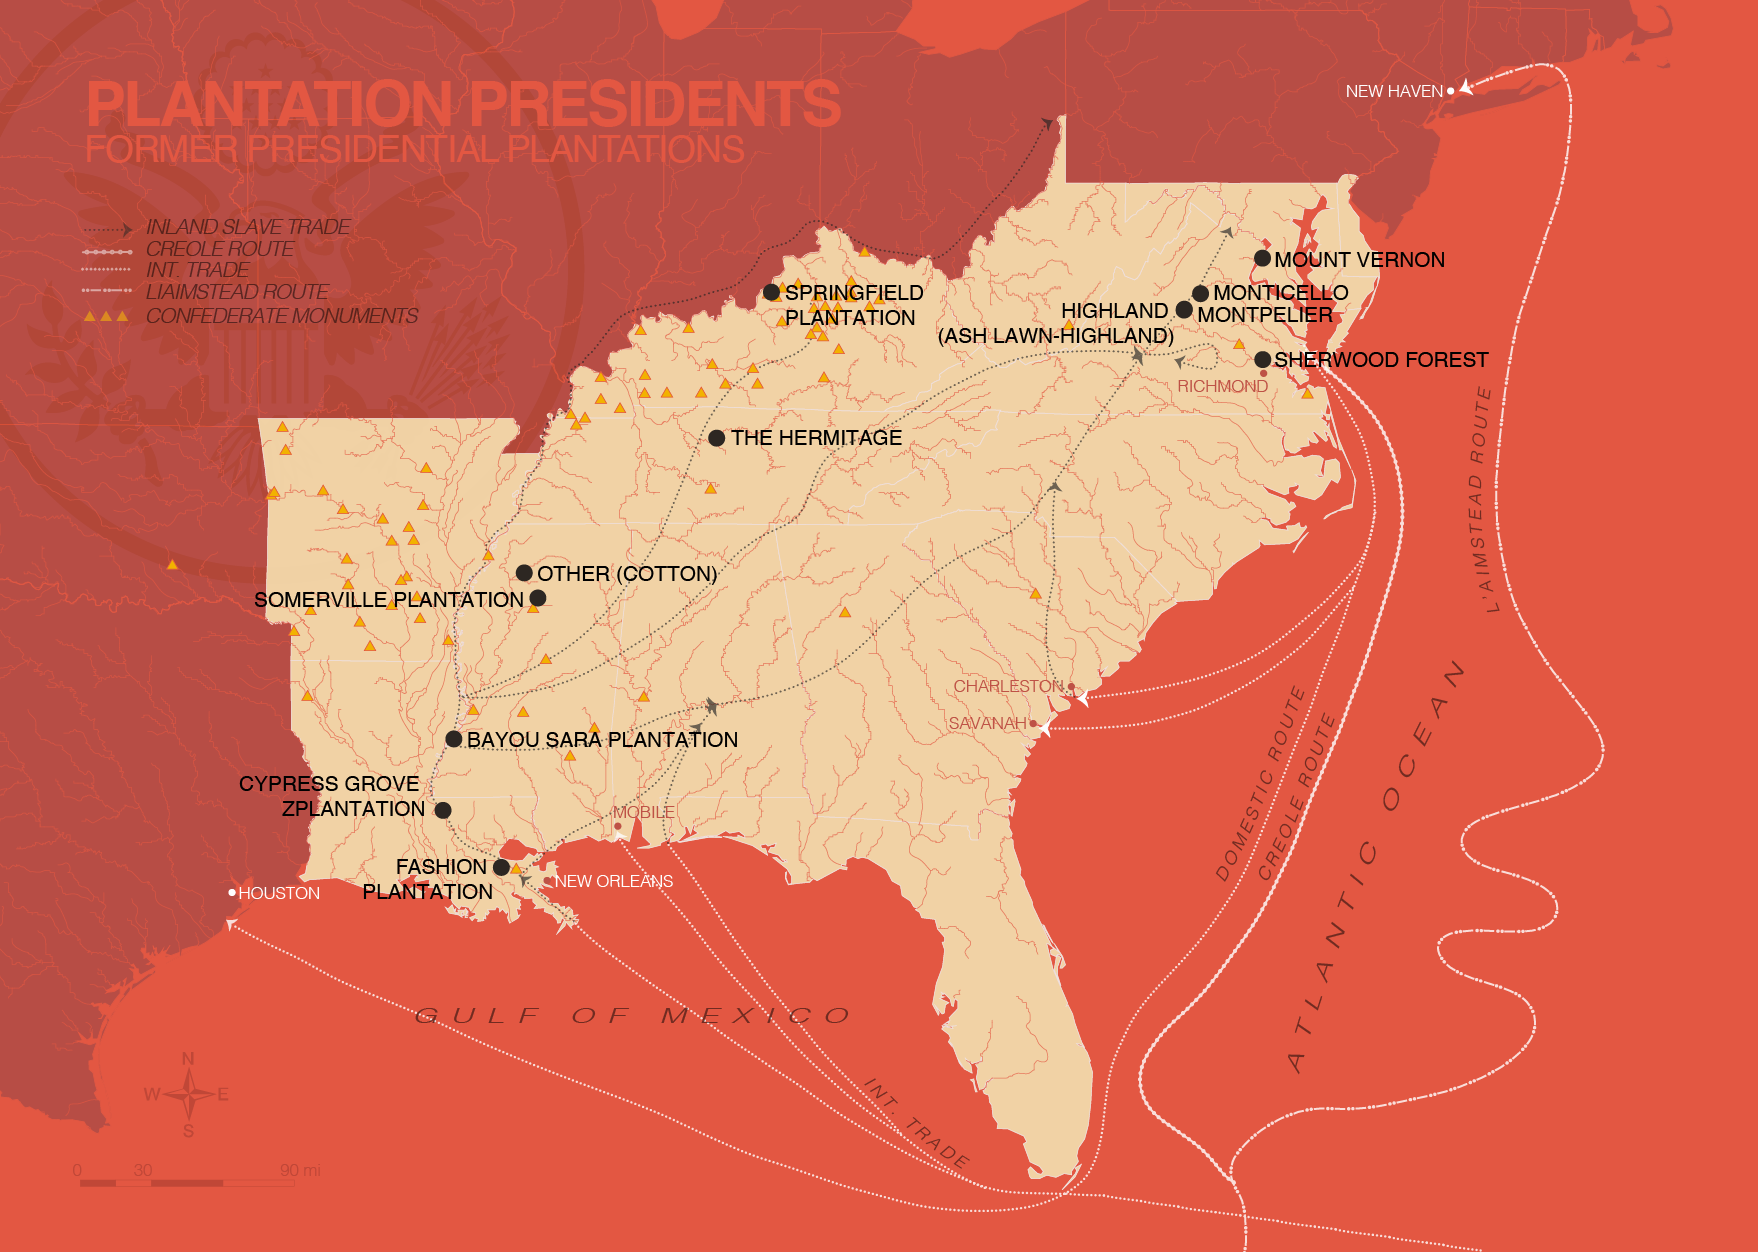 PLANTATION PRESIDENTS
FORMER PRESIDENTIAL PLANTATIONS
INLAND SLAVE TRADE
CREOLE ROUTE
INT. TRADE
LIAIMSTEAD ROUTE
CONFEDERATE MONUMENTS
NEW HAVEN
MOUNT VERNON
SPRINGFIELD
PLANTATION
MONTICELLO
HIGHLAND
MONTPELIER
(ASH LAWN-HIGHLAND)
SHERWOOD FOREST
RICHMOND
THE HERMITAGE
L'AIMSTEAD ROUTE
OTHER (COTTON)
SOMERVILLE PLANTATION
CHARLESTON
SAVANAH
BAYOU SARA PLANTATION
CYPRESS GROVE
ZPLANTATION
MOBILE
FASHION
PLANTATION
NEW ORLEANS
HOUSTON
DOMESTIC ROUTE
CREOLE ROUTE
ATLANTIC OCEAN
GULF OF MEXICO
INT. TRADE
N
W E
S
0 30 90 mi